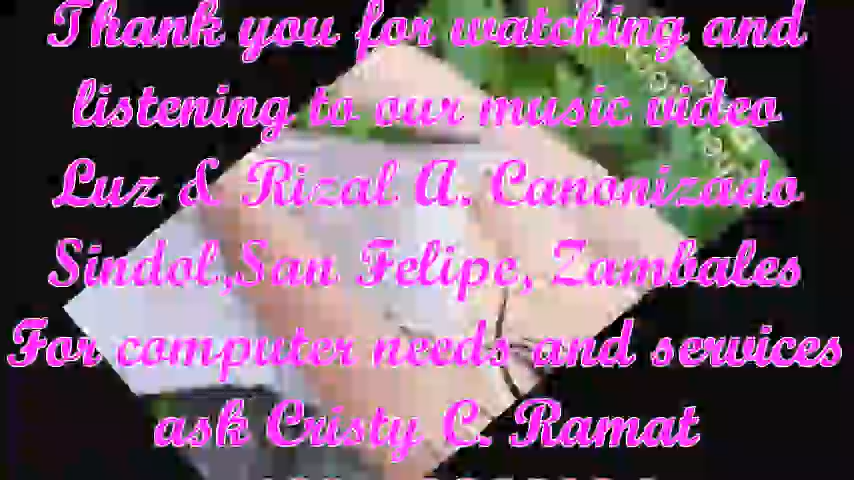 Thank you for watching and
listening to our music video
Luz & Rizal A. Canonizado
Sindol,San Felipe, Zambales
For computer needs and services
ask Cristy C. Ramat